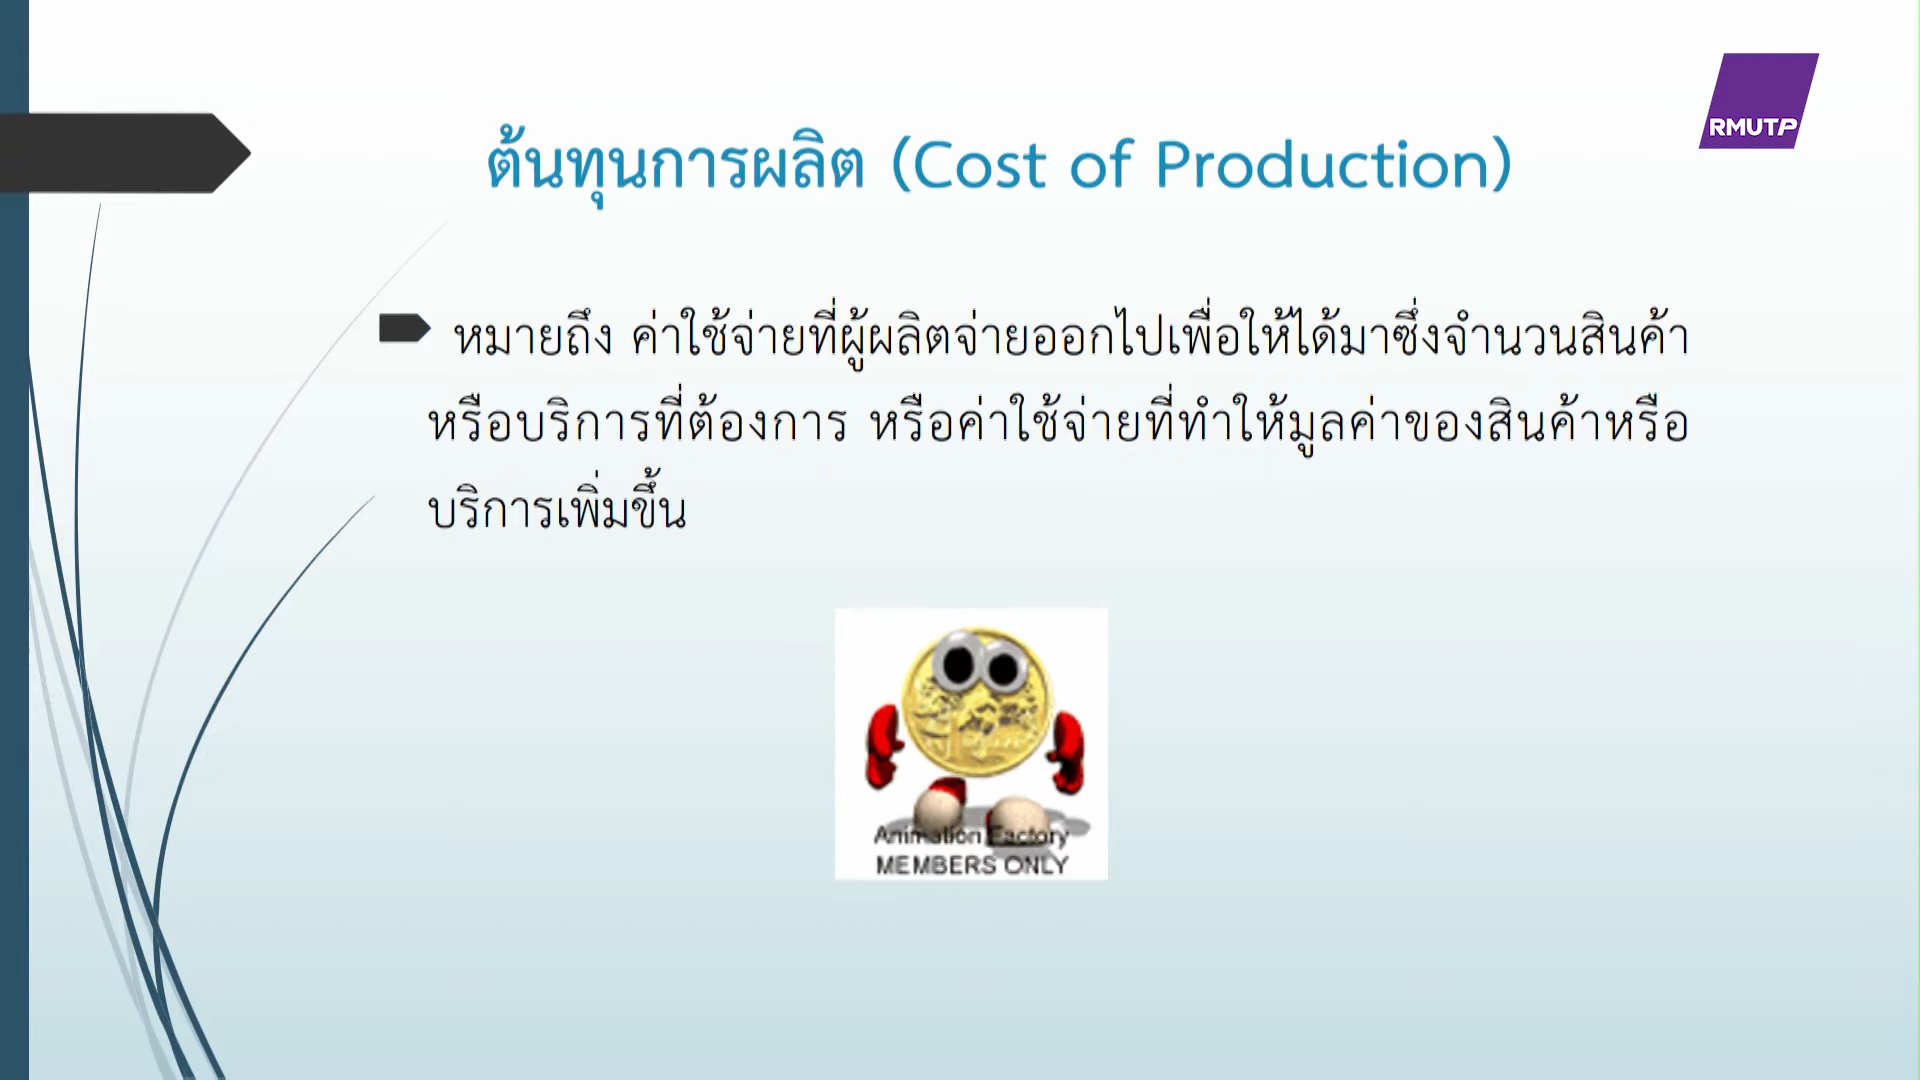 RMUTP
ต้นทุนการผลิต (Cost of Production)
หมายถึง ค่าใช้จ่ายที่ผู้ผลิตจ่ายออกไปเพื่อให้ได้มาซึ่งจำนวนสินค้า
หรือบริการที่ต้องการ หรือค่าใช้จ่ายที่ทำให้มูลค่าของสินค้าหรือ
บริการเพิ่มขึ้น
Animation Factory
MEMBERS ONLY